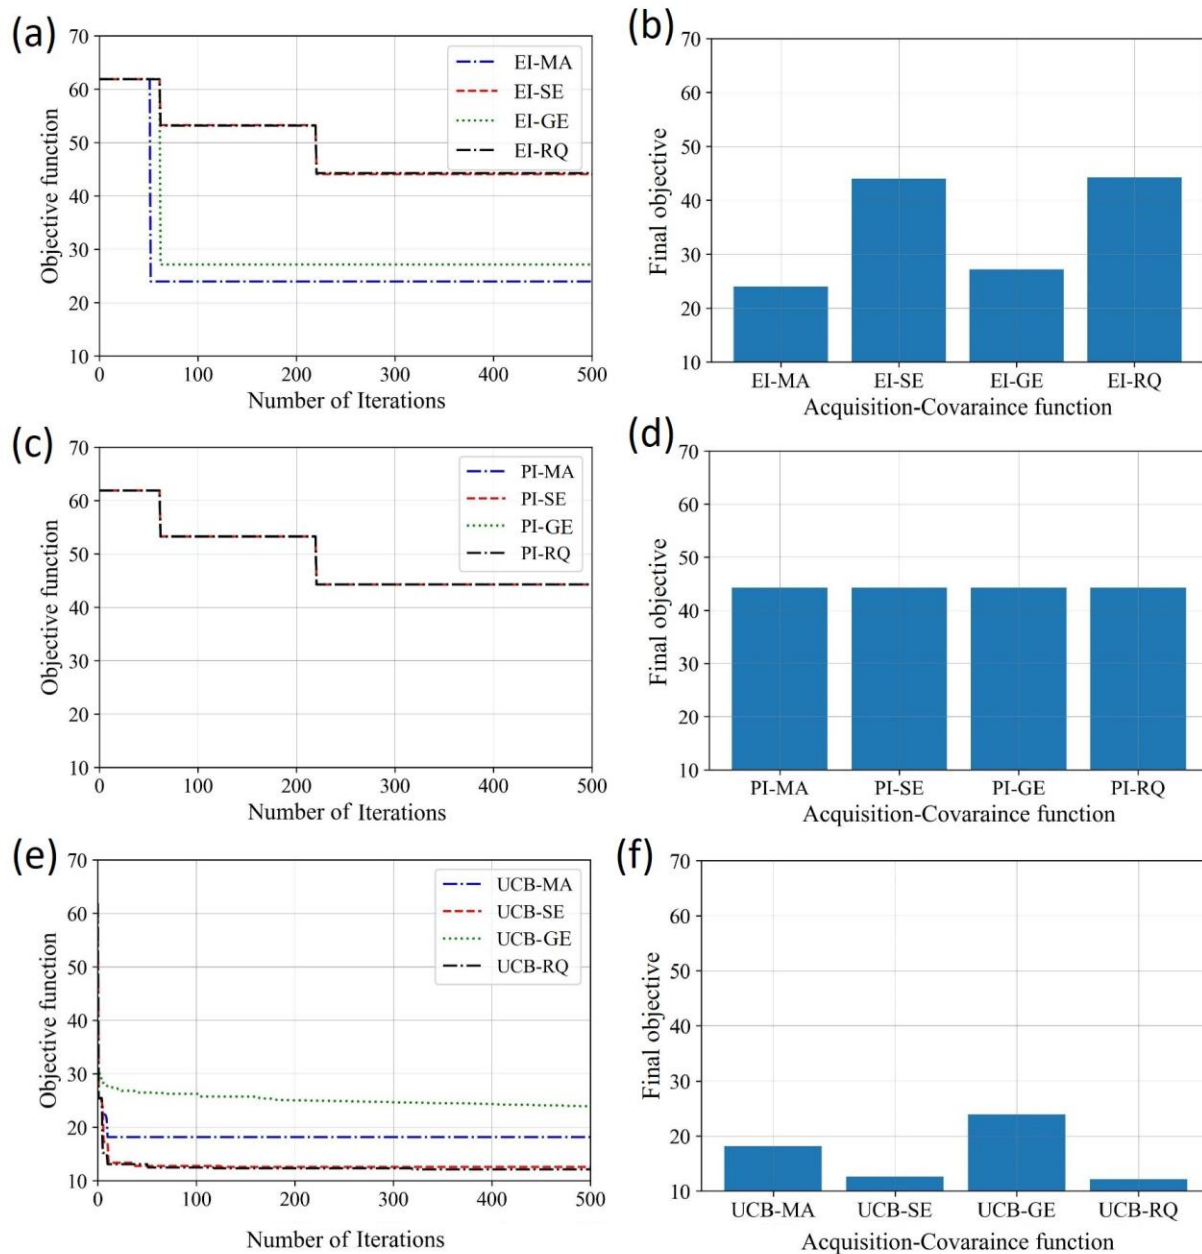 (a)
70
60
50
40
30
20
10
Objective function
EI-MA
EI-SE
EI-GE
EI-RQ
0 100 200 300 400 500
Number of Iterations
(b)
70
60
50
40
30
20
10
Final objective
EI-MA EI-SE EI-GE EI-RQ
Acquisition-Covaraince function
(c)
70
60
50
40
30
20
10
Objective function
PI-MA
PI-SE
PI-GE
PI-RQ
0 100 200 300 400 500
Number of Iterations
(d)
70
60
50
40
30
20
10
Final objective
PI-MA PI-SE PI-GE PI-RQ
Acquisition-Covaraince function
(e)
70
60
50
40
30
20
10
Objective function
UCB-MA
UCB-SE
UCB-GE
UCB-RQ
0 100 200 300 400 500
Number of Iterations
(f)
70
60
50
40
30
20
10
Final objective
UCB-MA UCB-SE UCB-GE UCB-RQ
Acquisition-Covaraince function